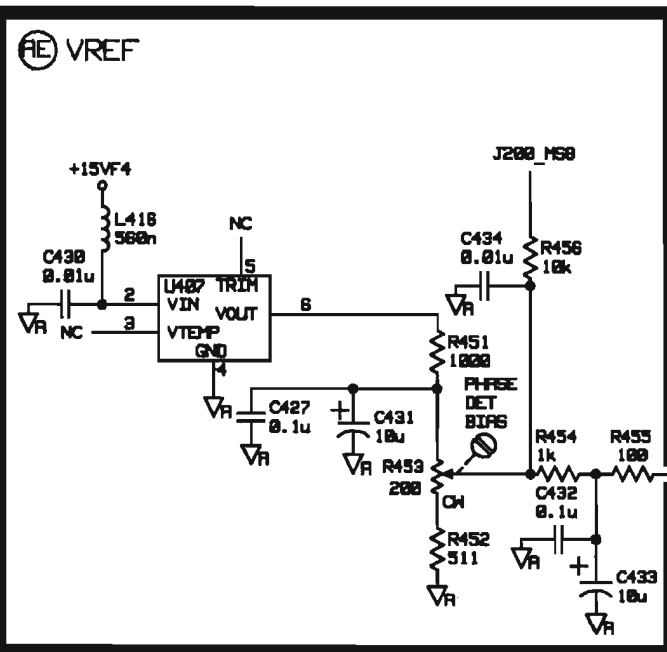 AE VREF
+15VF4
L416
560n
C430
0.01u
NC
2
3
NC
U407
TRIM
5
VIN
VOUT
6
VTEMP
GND
4
A
A
R451
1000
C427
0.1u
A
+
C431
10u
A
PHASE
DET
BIAS
R453
200
CW
R452
511
A
J200_MS8
C434
0.01u
A
R456
10k
R454
1k
R455
100
C432
0.1u
A
+
C433
10u
A